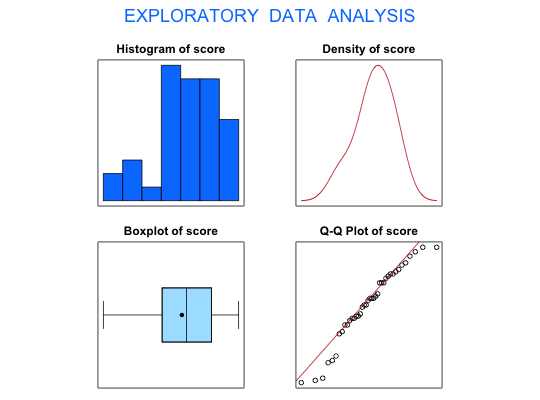 EXPLORATORY DATA ANALYSIS
Histogram of score
Density of score
Boxplot of score
Q-Q Plot of score